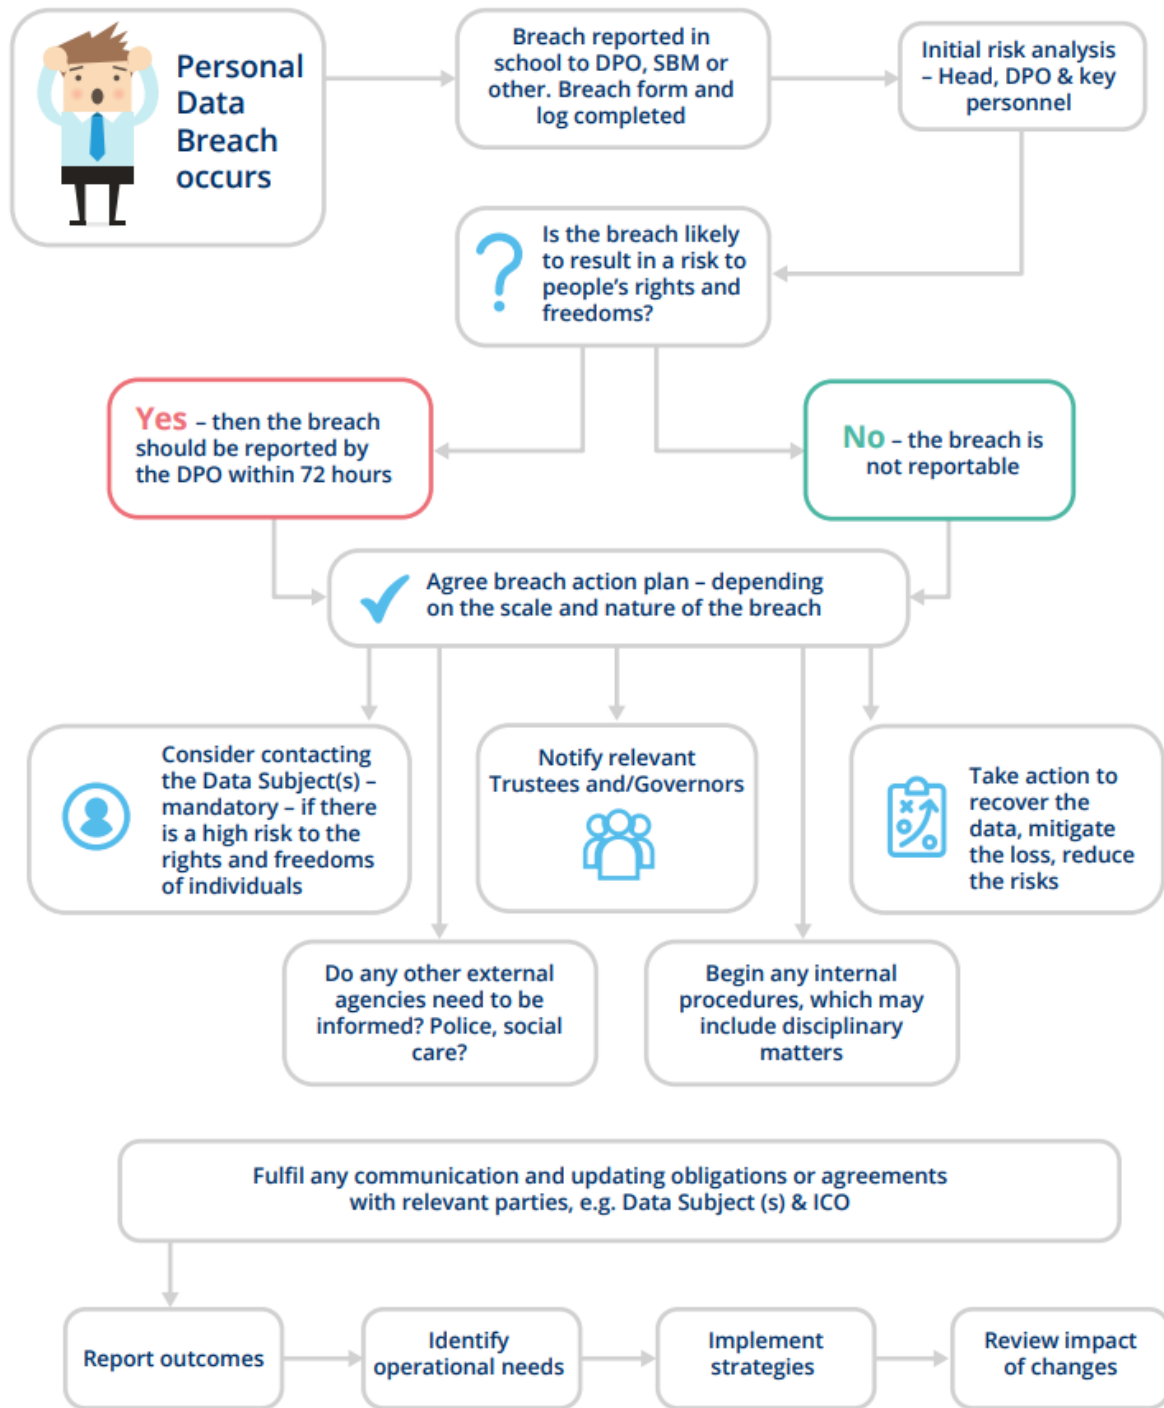 Personal
Data
Breach
occurs
Breach reported in
school to DPO, SBM or
other. Breach form and
log completed
Initial risk analysis
– Head, DPO & key
personnel
Is the breach likely
to result in a risk to
people's rights and
freedoms?
Yes – then the breach
should be reported by
the DPO within 72 hours
No – the breach is
not reportable
Agree breach action plan – depending
on the scale and nature of the breach
Consider contacting
the Data Subject(s) –
mandatory – if there
is a high risk to the
rights and freedoms
of individuals
Notify relevant
Trustees and/Governors
Take action to
recover the
data, mitigate
the loss, reduce
the risks
Do any other external
agencies need to be
informed? Police, social
care?
Begin any internal
procedures, which may
include disciplinary
matters
Fulfil any communication and updating obligations or agreements
with relevant parties, e.g. Data Subject (s) & ICO
Report outcomes
Identify
operational needs
Implement
strategies
Review impact
of changes